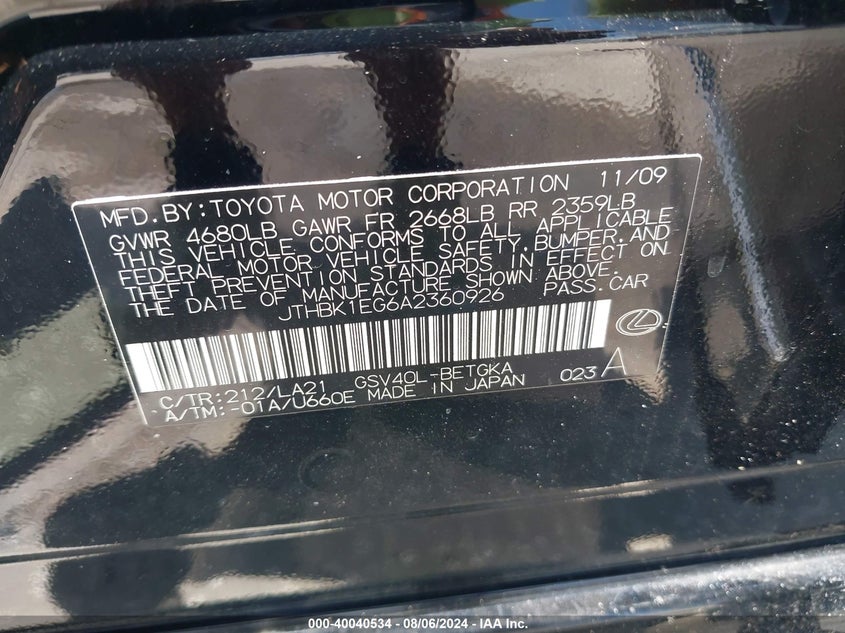 MFD. BY: TOYOTA MOTOR CORPORATION 11/09
GVWR 4680LB GAWR FR 2668LB RR 2359LB
THIS VEHICLE CONFORMS TO ALL APPLICABLE
FEDERAL MOTOR VEHICLE SAFETY, BUMPER, AND
THEFT PREVENTION STANDARDS IN EFFECT ON
THE DATE OF MANUFACTURE SHOWN ABOVE.
JTHBK1EG6A2360926 PASS. CAR
C/TR: 212/LA21 GSV40L-BETGKA 023 A
A/TM: -01A/U660E MADE IN JAPAN
000-40040534 - 08/06/2024 - IAA Inc.